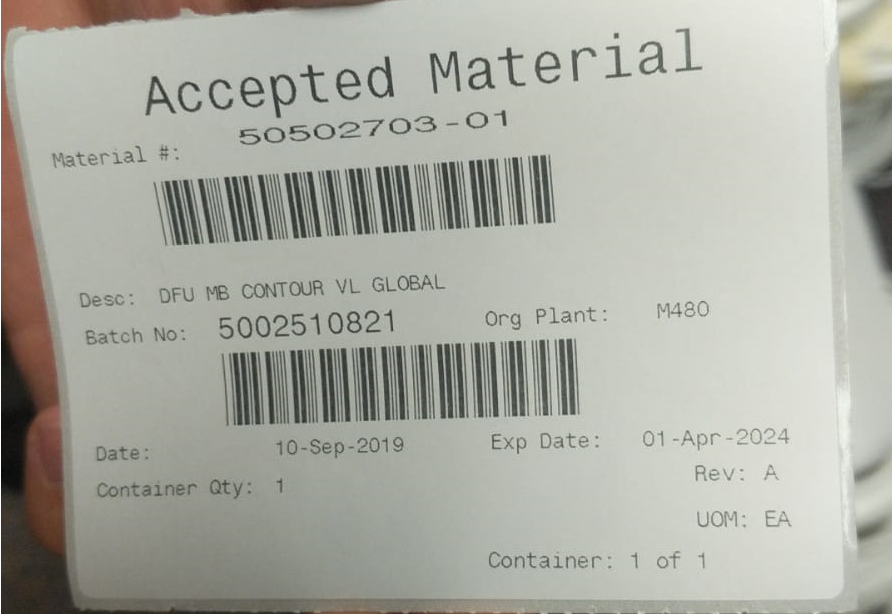 Accepted Material
Material #: 50502703-01
Desc: DFU MB CONTOUR VL GLOBAL
Batch No: 5002510821 Org Plant: M480
Date: 10-Sep-2019 Exp Date: 01-Apr-2024
Container Qty: 1 Rev: A
UOM: EA
Container: 1 of 1